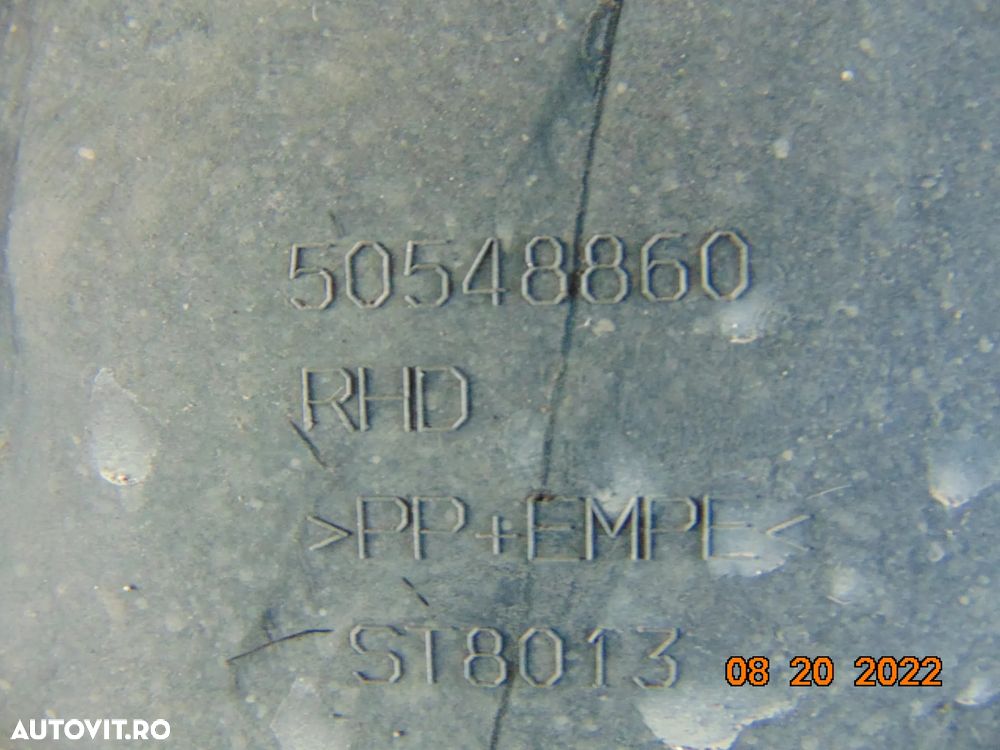 50548860
RHD
>PP+EMPE<
ST8013
08 20 2022
AUTOVIT.RO